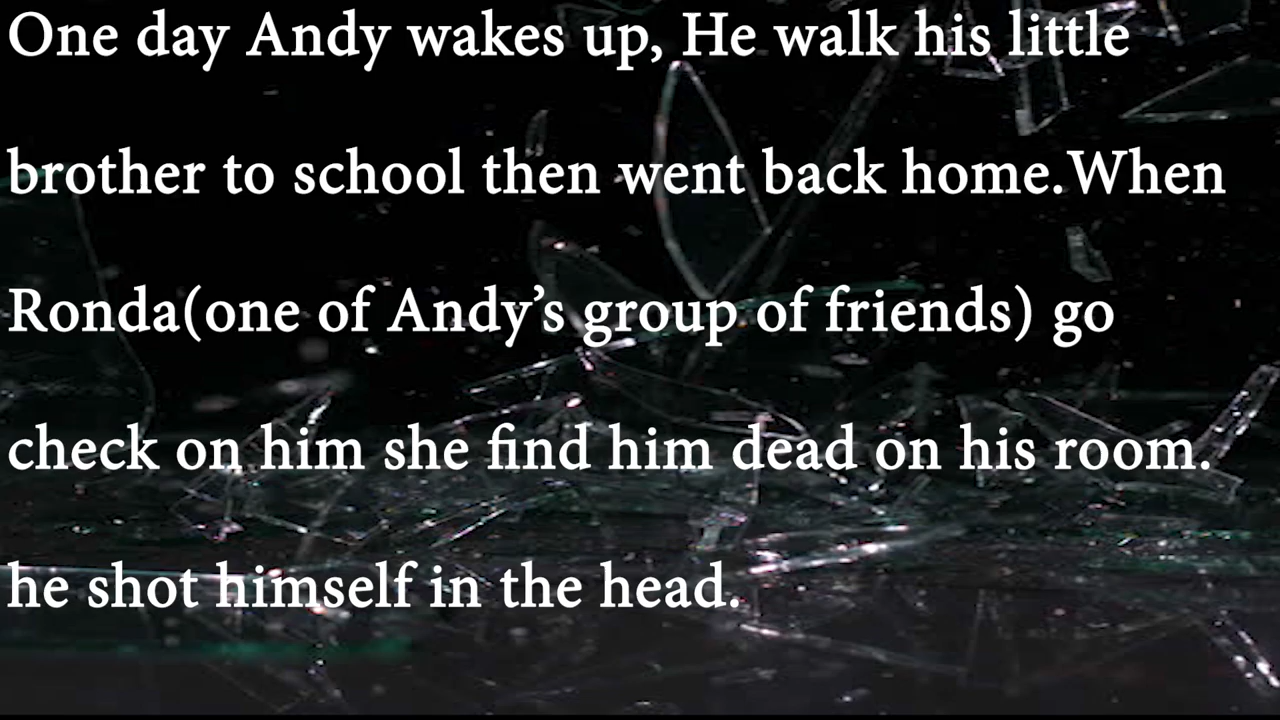 One day Andy wakes up, He walk his little
brother to school then went back home.When
Ronda(one of Andy’s group of friends) go
check on him she find him dead on his room.
he shot himself in the head.